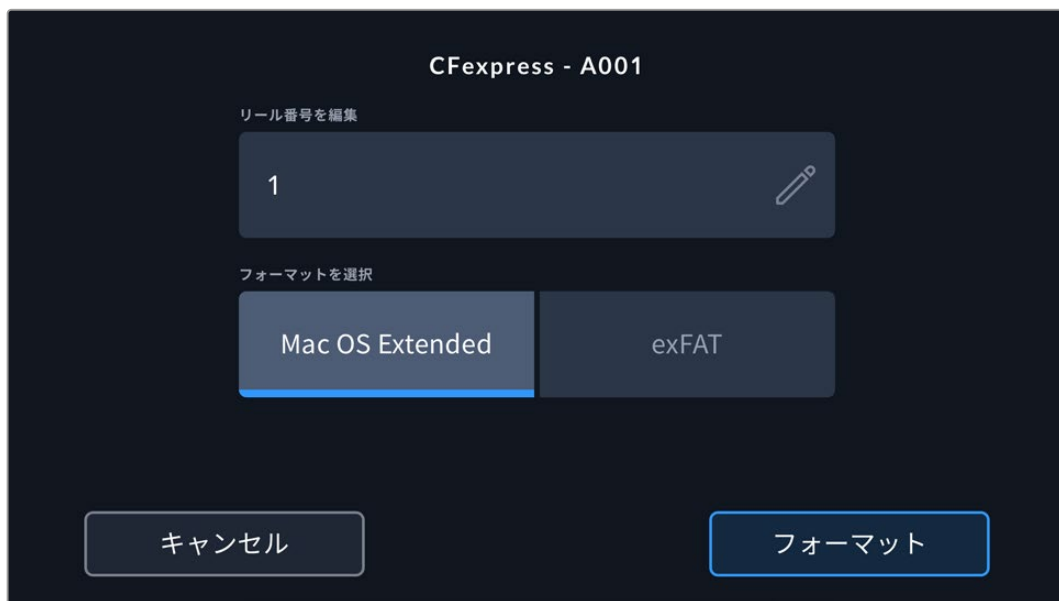 CFexpress - A001
リール番号を編集
1
フォーマットを選択
Mac OS Extended
exFAT
キャンセル
フォーマット